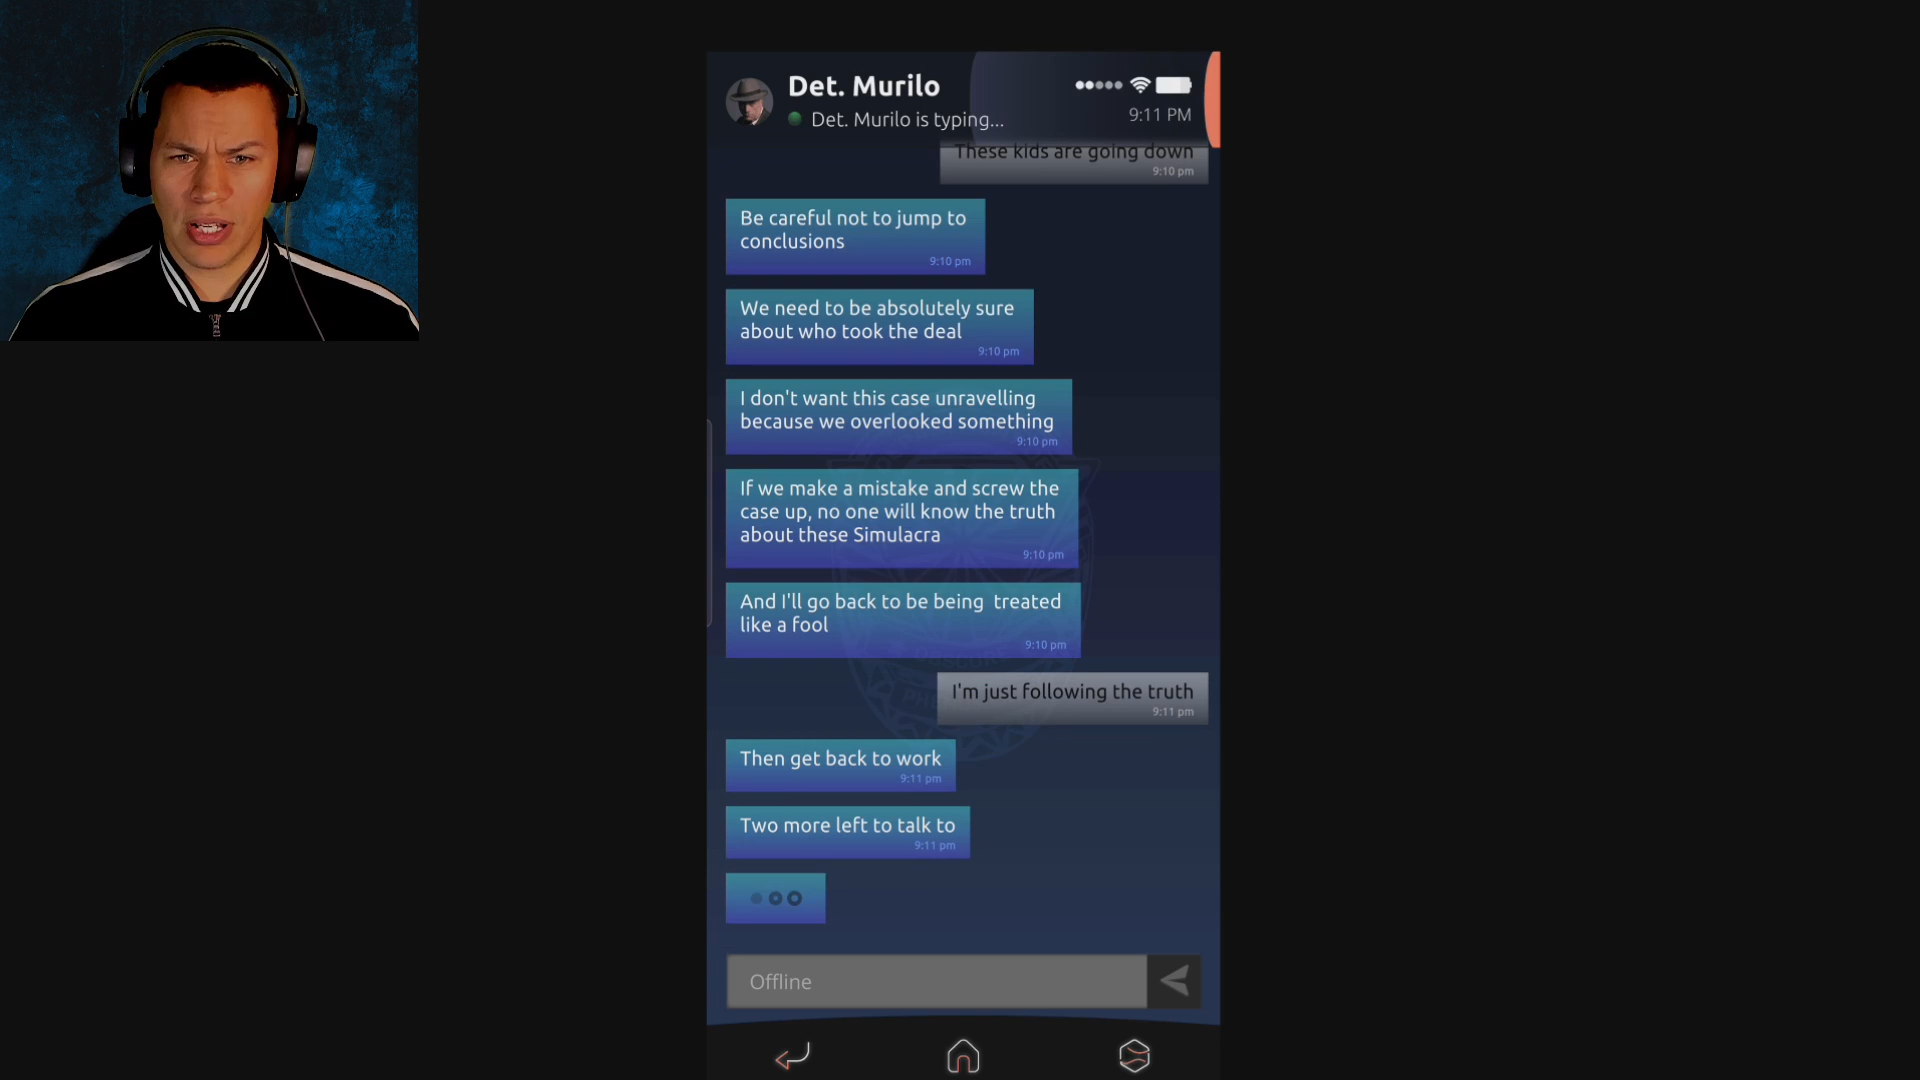 Det. Murilo
Det. Murilo is typing...
9:11 PM
These kids are going down
9:10 pm
Be careful not to jump to
conclusions
9:10 pm
We need to be absolutely sure
about who took the deal
9:10 pm
I don't want this case unravelling
because we overlooked something
9:10 pm
If we make a mistake and screw the
case up, no one will know the truth
about these Simulacra
9:10 pm
And I'll go back to be being  treated
like a fool
9:10 pm
I'm just following the truth
9:11 pm
Then get back to work
9:11 pm
Two more left to talk to
9:11 pm
Offline